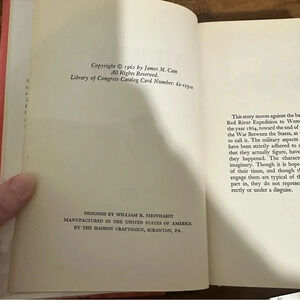 Copyright © 1962 by James M. Cain
All Rights Reserved.
Library of Congress Catalog Card Number: 62-
DESIGNED BY WILLIAM R. MEINHARDT
MANUFACTURED IN THE UNITED STATES OF AMERICA
BY THE HADDON CRAFTSMEN, SCRANTON, PA.
This story moves against the ba
Red River Expedition to Weste
the year 1864, toward the end of
the War Between the States, as
to call it. The military aspects
have been strictly adhered to
that they actually figure, have
they happened. The characte
imaginary. Though it is hope
of their times, and though the
engage them are typical of the
part in, they do not represe
rectly or under a disguise.